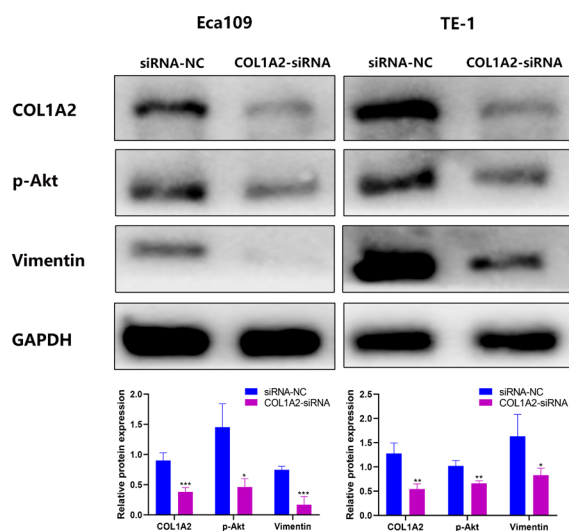 Eca109 TE-1
siRNA-NC COL1A2-siRNA siRNA-NC COL1A2-siRNA
COL1A2
p-Akt
Vimentin
GAPDH
siRNA-NC
COL1A2-siRNA
Relative protein expression
2.0
1.5
1.0
0.5
0.0
*** * ***
COL1A2 p-Akt Vimentin
siRNA-NC
COL1A2-siRNA
Relative protein expression
2.5
2.0
1.5
1.0
0.5
0.0
** ** *
COL1A2 p-Akt Vimentin